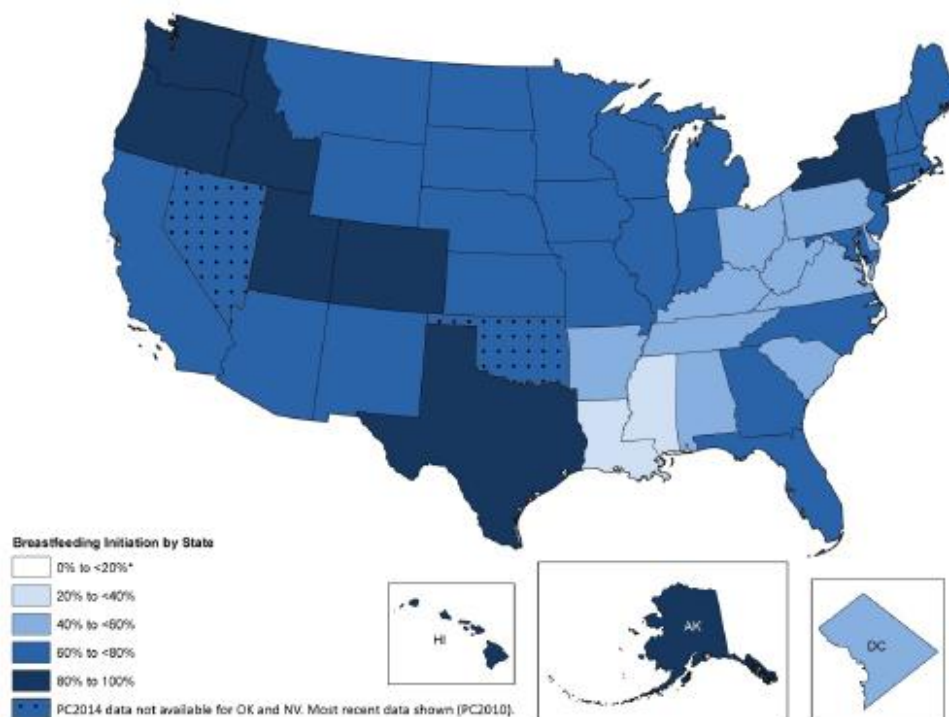 Breastfeeding Initiation by State
0% to <20%*
20% to <40%
40% to <60%
60% to <80%
80% to 100%
PC2014 data not available for OK and NV. Most recent data shown (PC2010).
HI
AK
DC